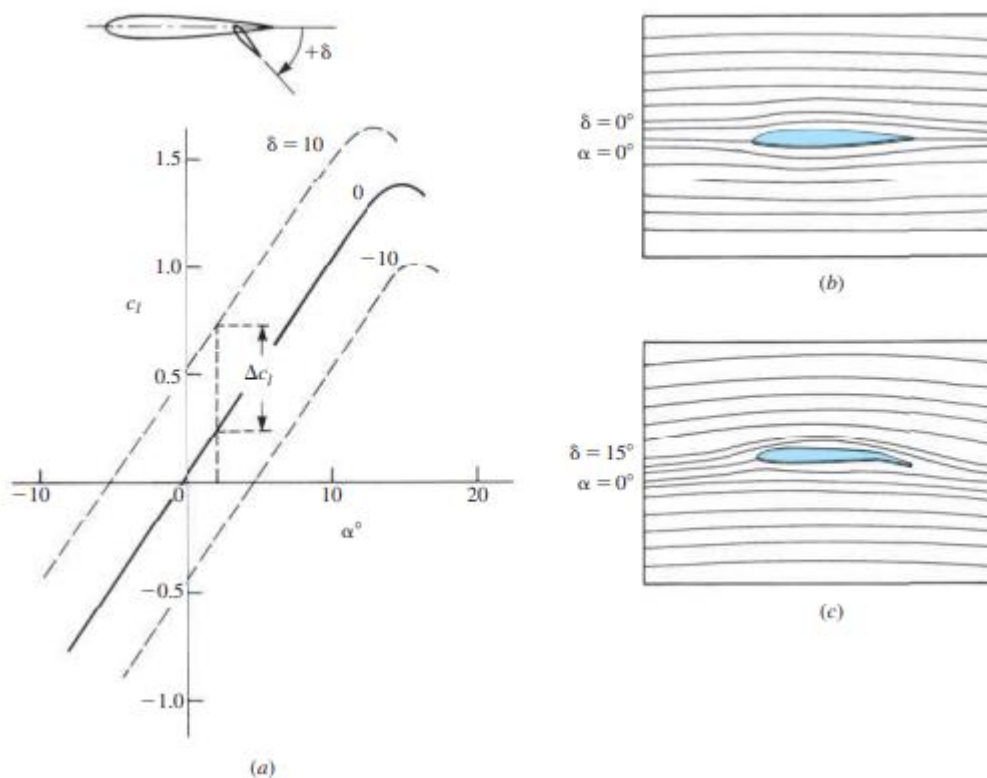 +δ
δ = 10
0
−10
1.5
1.0
c_l
0.5
Δc_l
−10
0
10
20
α°
−0.5
−1.0
(a)
δ = 0°
α = 0°
(b)
δ = 15°
α = 0°
(c)